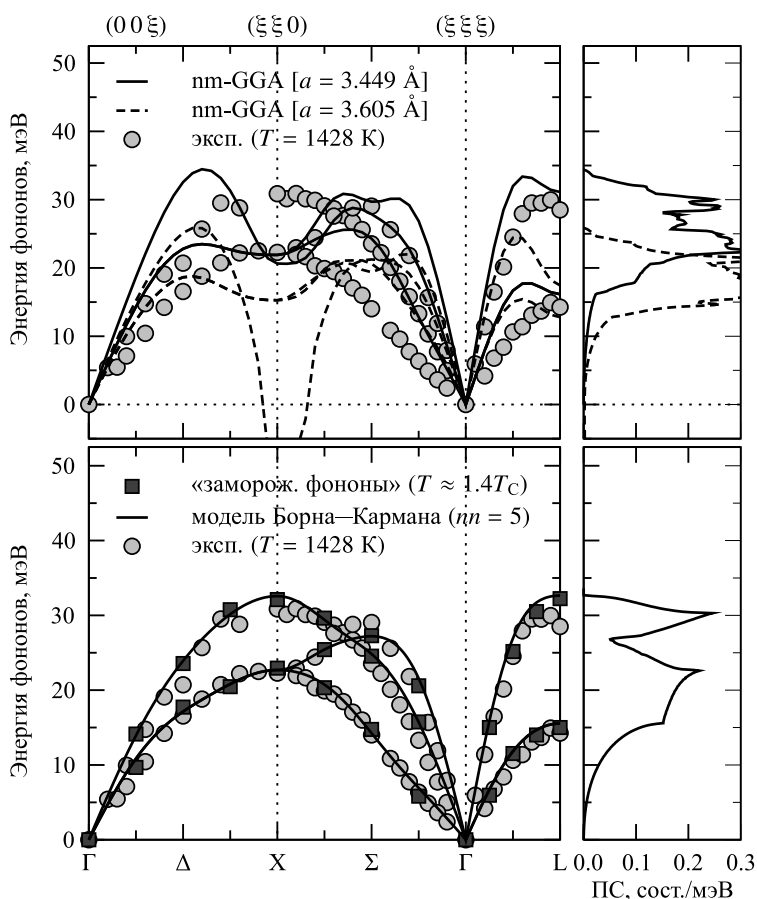 (0 0 ξ) (ξ ξ 0) (ξ ξ ξ)
50
40
30
20
10
0
Энергия фононов, мэВ
nm-GGA [a = 3.449 Å]
nm-GGA [a = 3.605 Å]
эксп. (T = 1428 K)
50
40
30
20
10
0
Энергия фононов, мэВ
«заморож. фононы» (T ≈ 1.4T_C)
модель Борна—Кармана (nn = 5)
эксп. (T = 1428 K)
Γ Δ X Σ Γ L 0.0 0.1 0.2 0.3
ПС, сост./мэВ